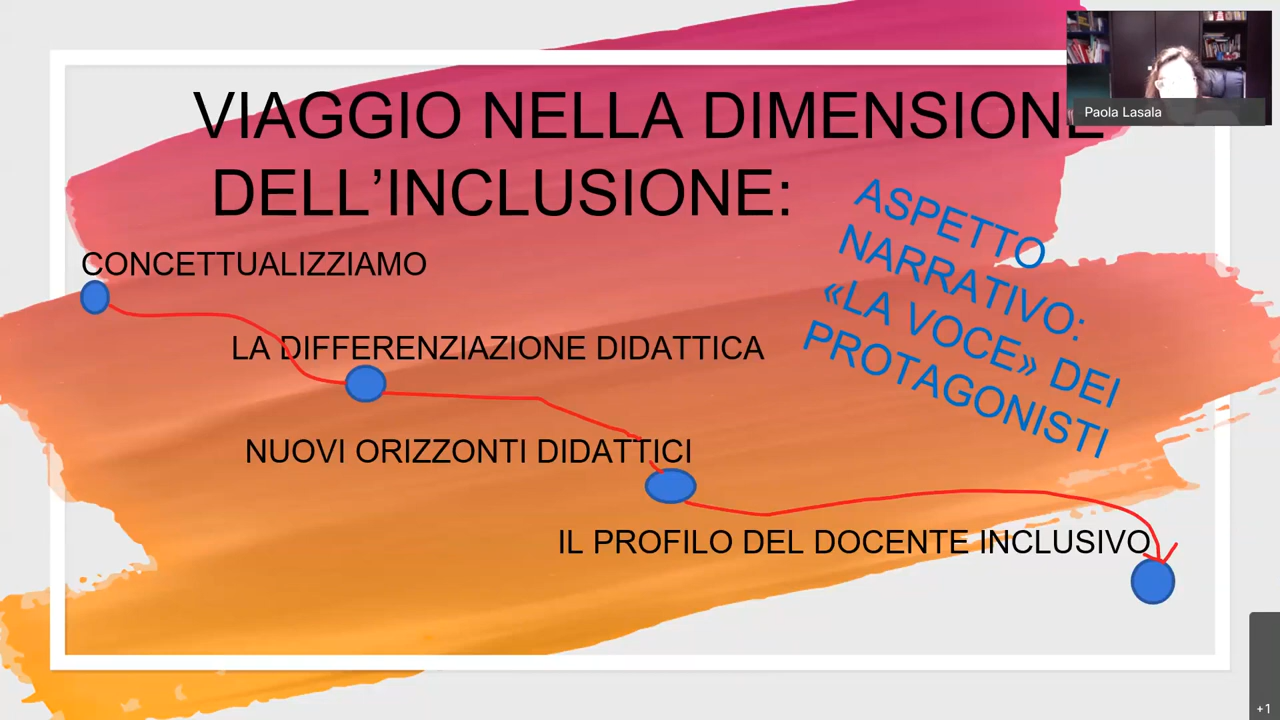 VIAGGIO NELLA DIMENSIONE
DELL’INCLUSIONE:
Paola Lasala
CONCETTUALIZZIAMO
LA DIFFERENZIAZIONE DIDATTICA
NUOVI ORIZZONTI DIDATTICI
IL PROFILO DEL DOCENTE INCLUSIVO
ASPETTO
NARRATIVO:
«LA VOCE» DEI
PROTAGONISTI
+1